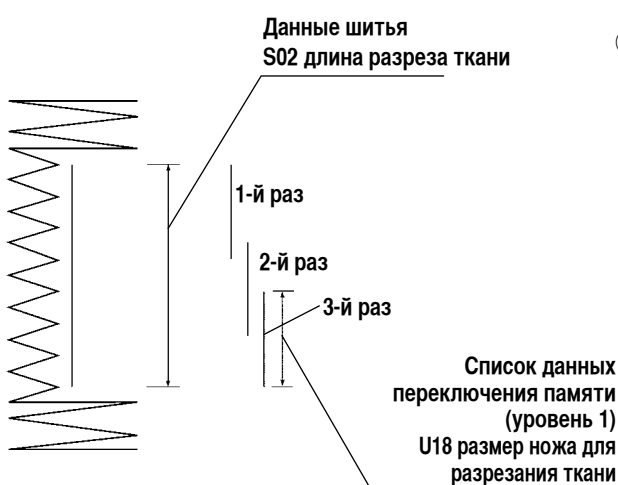 Данные шитья
S02 длина разреза ткани
1-й раз
2-й раз
3-й раз
Список данных
переключения памяти
(уровень 1)
U18 размер ножа для
разрезания ткани